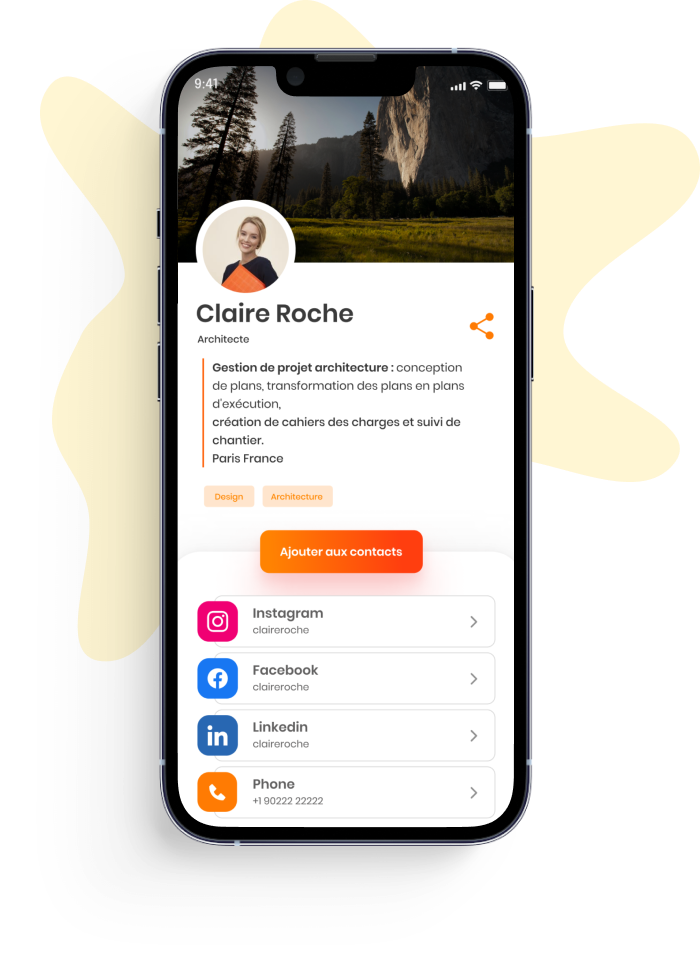 9:41
Claire Roche
Architecte
Gestion de projet architecture : conception
de plans, transformation des plans en plans
d'exécution,
création de cahiers des charges et suivi de
chantier.
Paris France
Design Architecture
Ajouter aux contacts
Instagram
claireroche
Facebook
claireroche
Linkedin
claireroche
Phone
+1 90222 22222